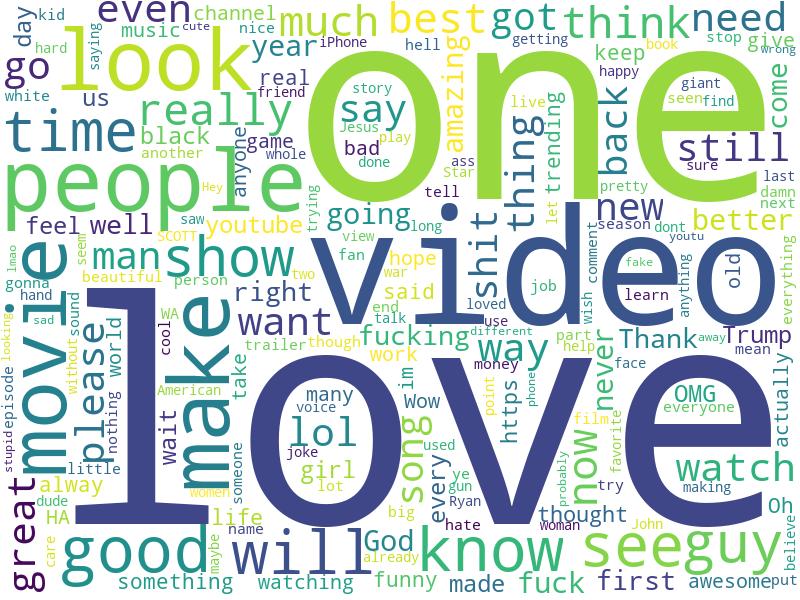 day kid channel even music cute nice much best got think need
look one
saying year iPhone hell getting book stop give wrong
go us real friend amazing keep come
white really say story live trending back happy giant seen find
time black Jesus play thing still
another game bad done Star ass anyone whole sure last
people tell let pretty damn next
Hey trying going long new better
feel well saw youtube shit season dont youtu
movie man SCOTT show view fan video comment everything
lmao seem beautiful person two hope war fake old
gonna hand right said job wish learn anything
sad sound cool WA want end talk loved use different
looking without world trailer though fucking way part help Thank away Trump
episode please make take American work im money never face mean
stupid nothing wait many Wow https point phone film OMG actually
love
voice lol song everyone favorite
little someone joke girl every used now watch
great alway women lot ye gun probably try making
dude HA life big Ryan thought John Oh
care name God hate woman believe
good maybe will already know see guy
something watching funny made fuck first awesome put